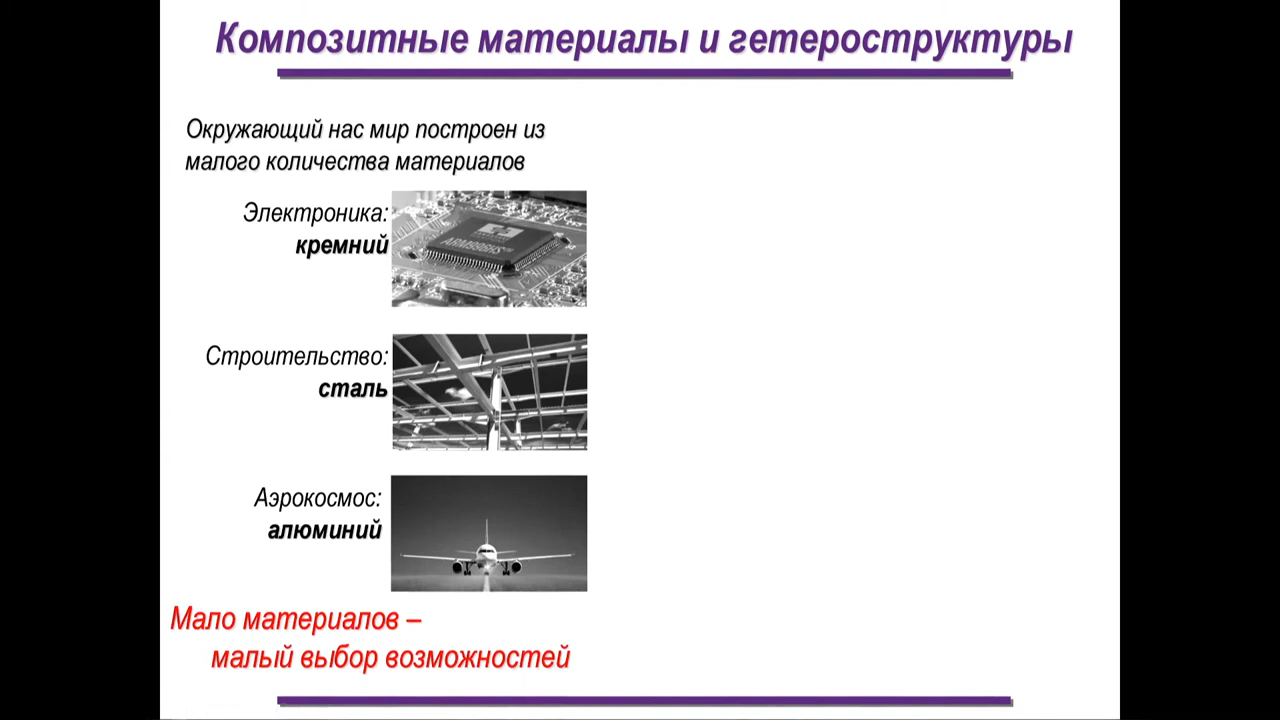 Композитные материалы и гетероструктуры
Окружающий нас мир построен из
малого количества материалов
Электроника:
кремний
Строительство:
сталь
Аэрокосмос:
алюминий
Мало материалов –
малый выбор возможностей